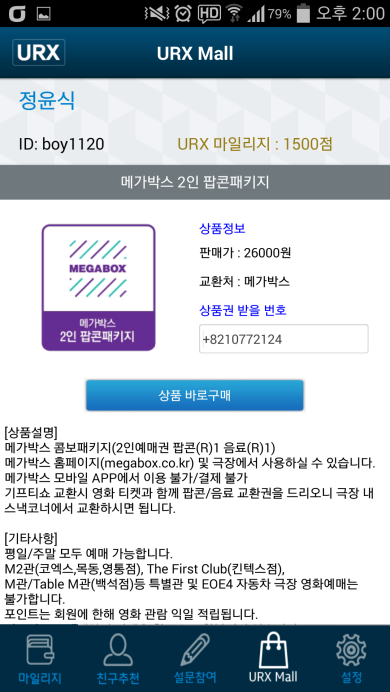 79% 오후 2:00
URX URX Mall
정윤식
ID: boy1120 URX 마일리지 : 1500점
메가박스 2인 팝콘패키지
MEGABOX
메가박스
2인 팝콘패키지
상품정보
판매가 : 26000원
교환처 : 메가박스
상품권 받을 번호
+8210772124
상품 바로구매
[상품설명]
메가박스 콤보패키지(2인예매권 팝콘(R)1 음료(R)1)
메가박스 홈페이지(megabox.co.kr) 및 극장에서 사용하실 수 있습니다.
메가박스 모바일 APP에서 이용 불가/결제 불가
기프티쇼 교환시 영화 티켓과 함께 팝콘/음료 교환권을 드리오니 극장 내
스낵코너에서 교환하시면 됩니다.
[기타사항]
평일/주말 모두 예매 가능합니다.
M2관(코엑스,목동,영통점), The First Club(킨텍스점),
M관/Table M관(백석점)등 특별관 및 EOE4 자동차 극장 영화예매는
불가합니다.
포인트는 회원에 한해 영화 관람 익일 적립됩니다.
마일리지 친구추천 설문참여 URX Mall 설정